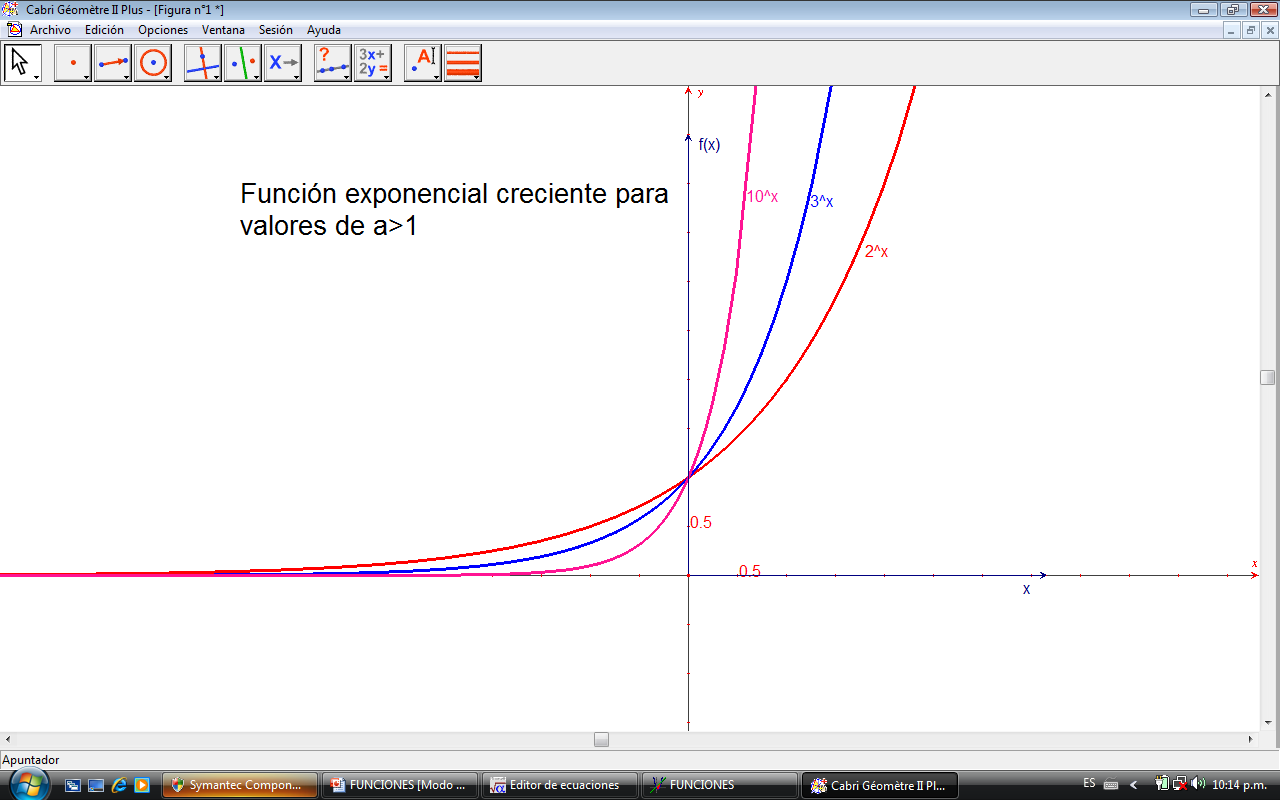 Cabri Géomètre II Plus - [Figura n°1 *]
Archivo Edición Opciones Ventana Sesión Ayuda
? 3x+ A
X 2y =
y
f(x)
Función exponencial creciente para
valores de a>1
10^x 3^x 2^x
0.5
0.5 x
x
Apuntador
Symantec Compon... FUNCIONES [Modo ... Editor de ecuaciones FUNCIONES Cabri Géomètre II Pl... ES 10:14 p.m.